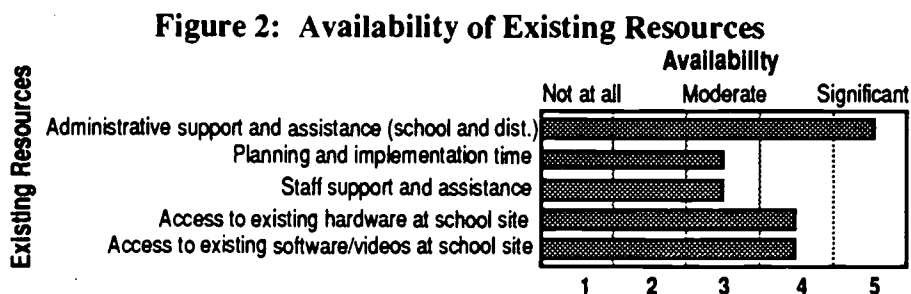 Figure 2: Availability of Existing Resources
Availability
Not at all Moderate Significant
Existing Resources
Administrative support and assistance (school and dist.)
Planning and implementation time
Staff support and assistance
Access to existing hardware at school site
Access to existing software/videos at school site
1 2 3 4 5